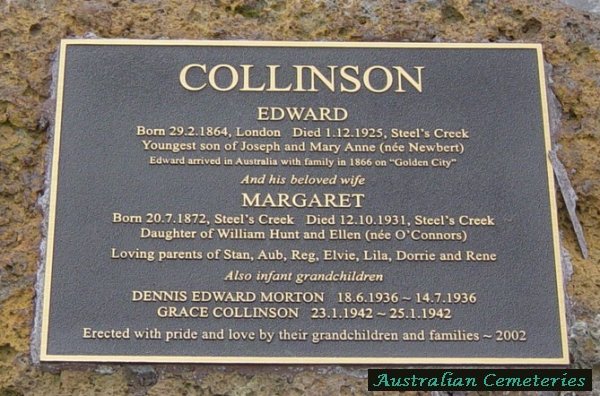 COLLINSON
EDWARD
Born 29.2.1864, London Died 1.12.1925, Steel's Creek
Youngest son of Joseph and Mary Anne (née Newbert)
Edward arrived in Australia with family in 1866 on "Golden City"
And his beloved wife
MARGARET
Born 20.7.1872, Steel's Creek Died 12.10.1931, Steel's Creek
Daughter of William Hunt and Ellen (née O'Connors)
Loving parents of Stan, Aub, Reg, Elvie, Lila, Dorrie and Rene
Also infant grandchildren
DENNIS EDWARD MORTON 18.6.1936 ~ 14.7.1936
GRACE COLLINSON 23.1.1942 ~ 25.1.1942
Erected with pride and love by their grandchildren and families ~ 2002
Australian Cemeteries